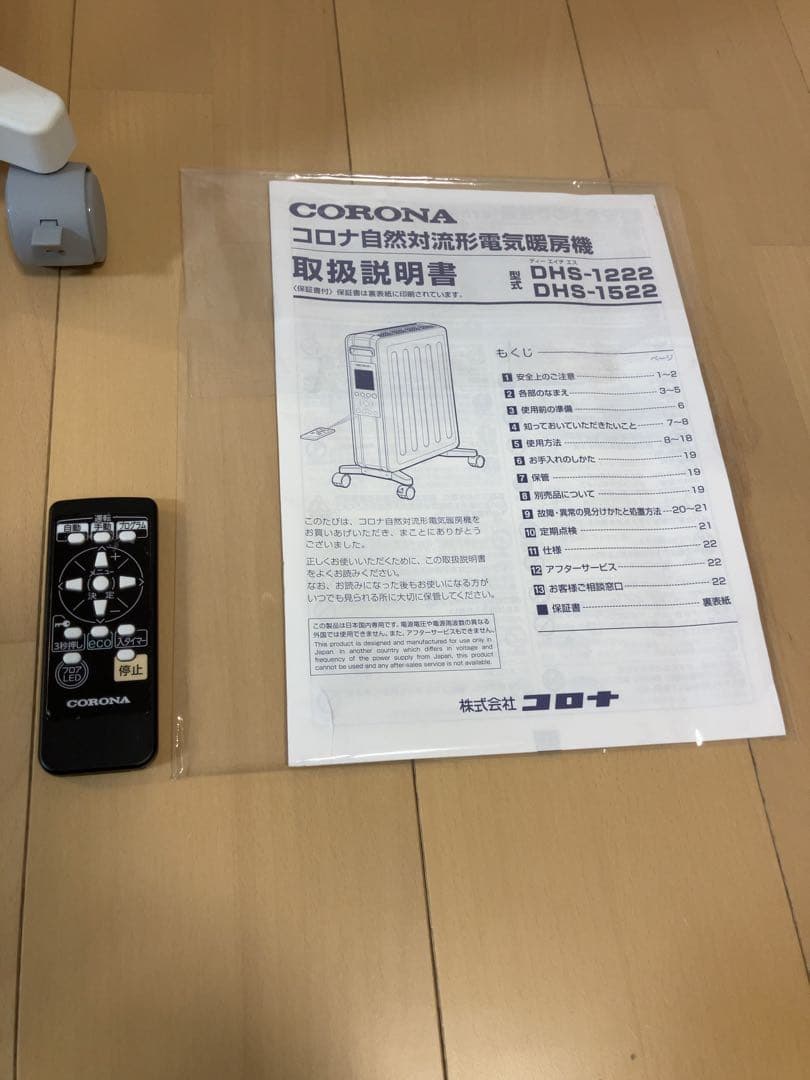 CORONA
コロナ自然対流形電気暖房機
取扱説明書
〈保証書付〉保証書は裏表紙に印刷されています。
型式
ディー エイチ エス
DHS-1222
DHS-1522
もくじ
ページ
1 安全上のご注意 1〜2
2 各部のなまえ 3〜5
3 使用前の準備 6
4 知っておいていただきたいこと 7〜8
5 使用方法 8〜18
6 お手入れのしかた 19
7 保管 19
8 別売品について 19
9 故障・異常の見分けかたと処置方法 20〜21
10 定期点検 21
11 仕様 22
12 アフターサービス 22
13 お客様ご相談窓口 22
■ 保証書 裏表紙
このたびは、コロナ自然対流形電気暖房機を
お買いあげいただき、まことにありがとう
ございました。
正しくお使いいただくために、この取扱説明書
をよくお読みください。
なお、お読みになった後もお使いになる方が
いつでも見られる所に大切に保管してください。
この製品は日本国内専用です。電源電圧や電源周波数の異なる
外国では使用できません。また、アフターサービスもできません。
This product is designed and manufactured for use only in
Japan. In another country which differs in voltage and
frequency of the power supply from Japan, this product
cannot be used and any after-sales service is not available.
株式会社 コロナ
運転
自動 手動 プログラム
＋
メニュー
決定
−
3秒押し eco 入タイマー
フロア
LED
停止
CORONA